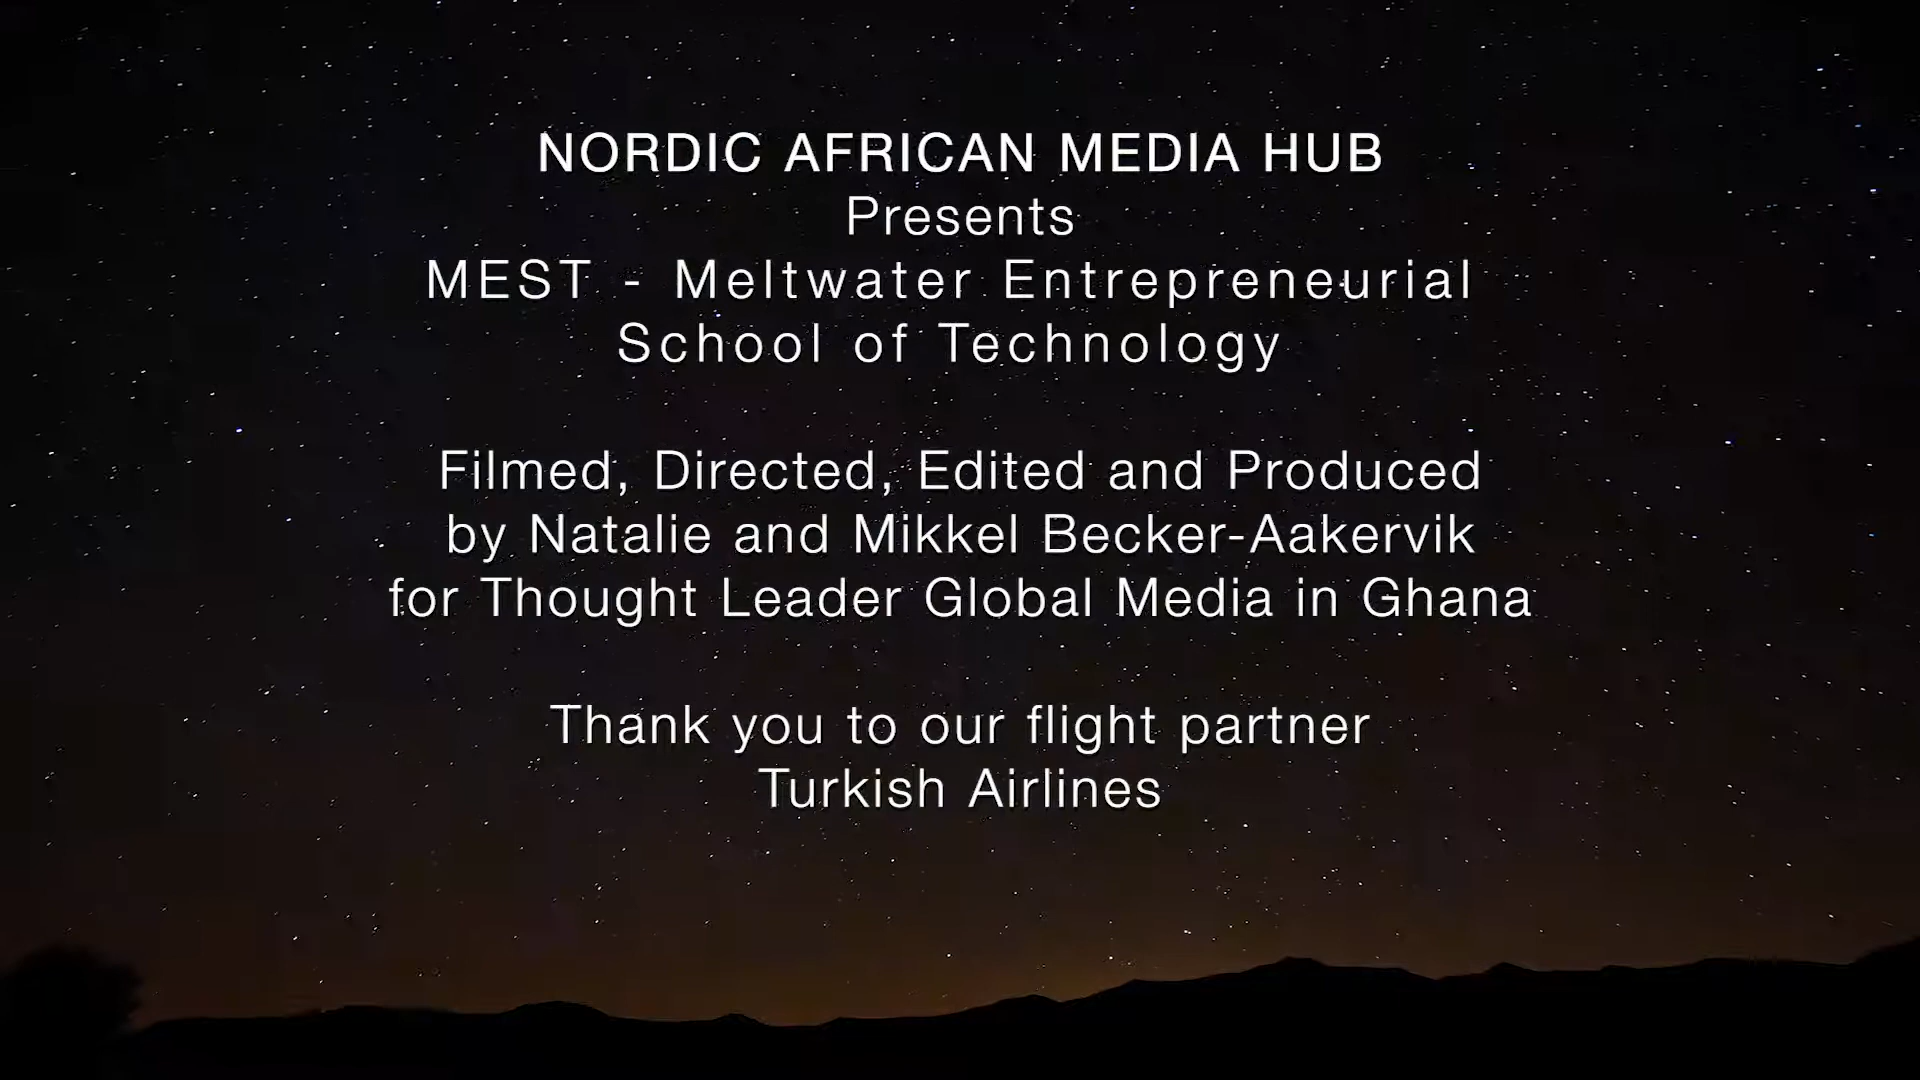 NORDIC AFRICAN MEDIA HUB
Presents
MEST - Meltwater Entrepreneurial
School of Technology
Filmed, Directed, Edited and Produced
by Natalie and Mikkel Becker-Aakervik
for Thought Leader Global Media in Ghana
Thank you to our flight partner
Turkish Airlines